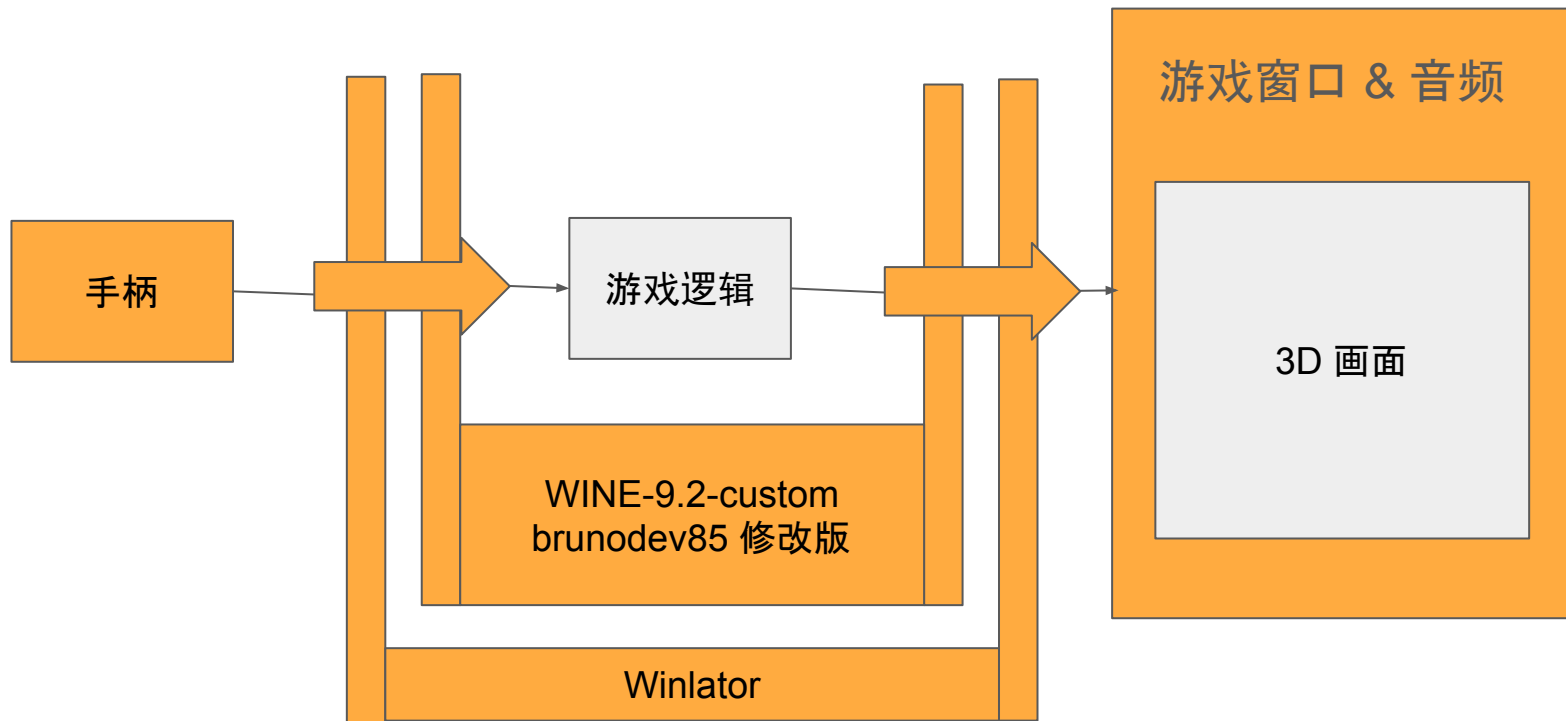 游戏窗口 & 音频
手柄
游戏逻辑
3D 画面
WINE-9.2-custom
brunodev85 修改版
Winlator